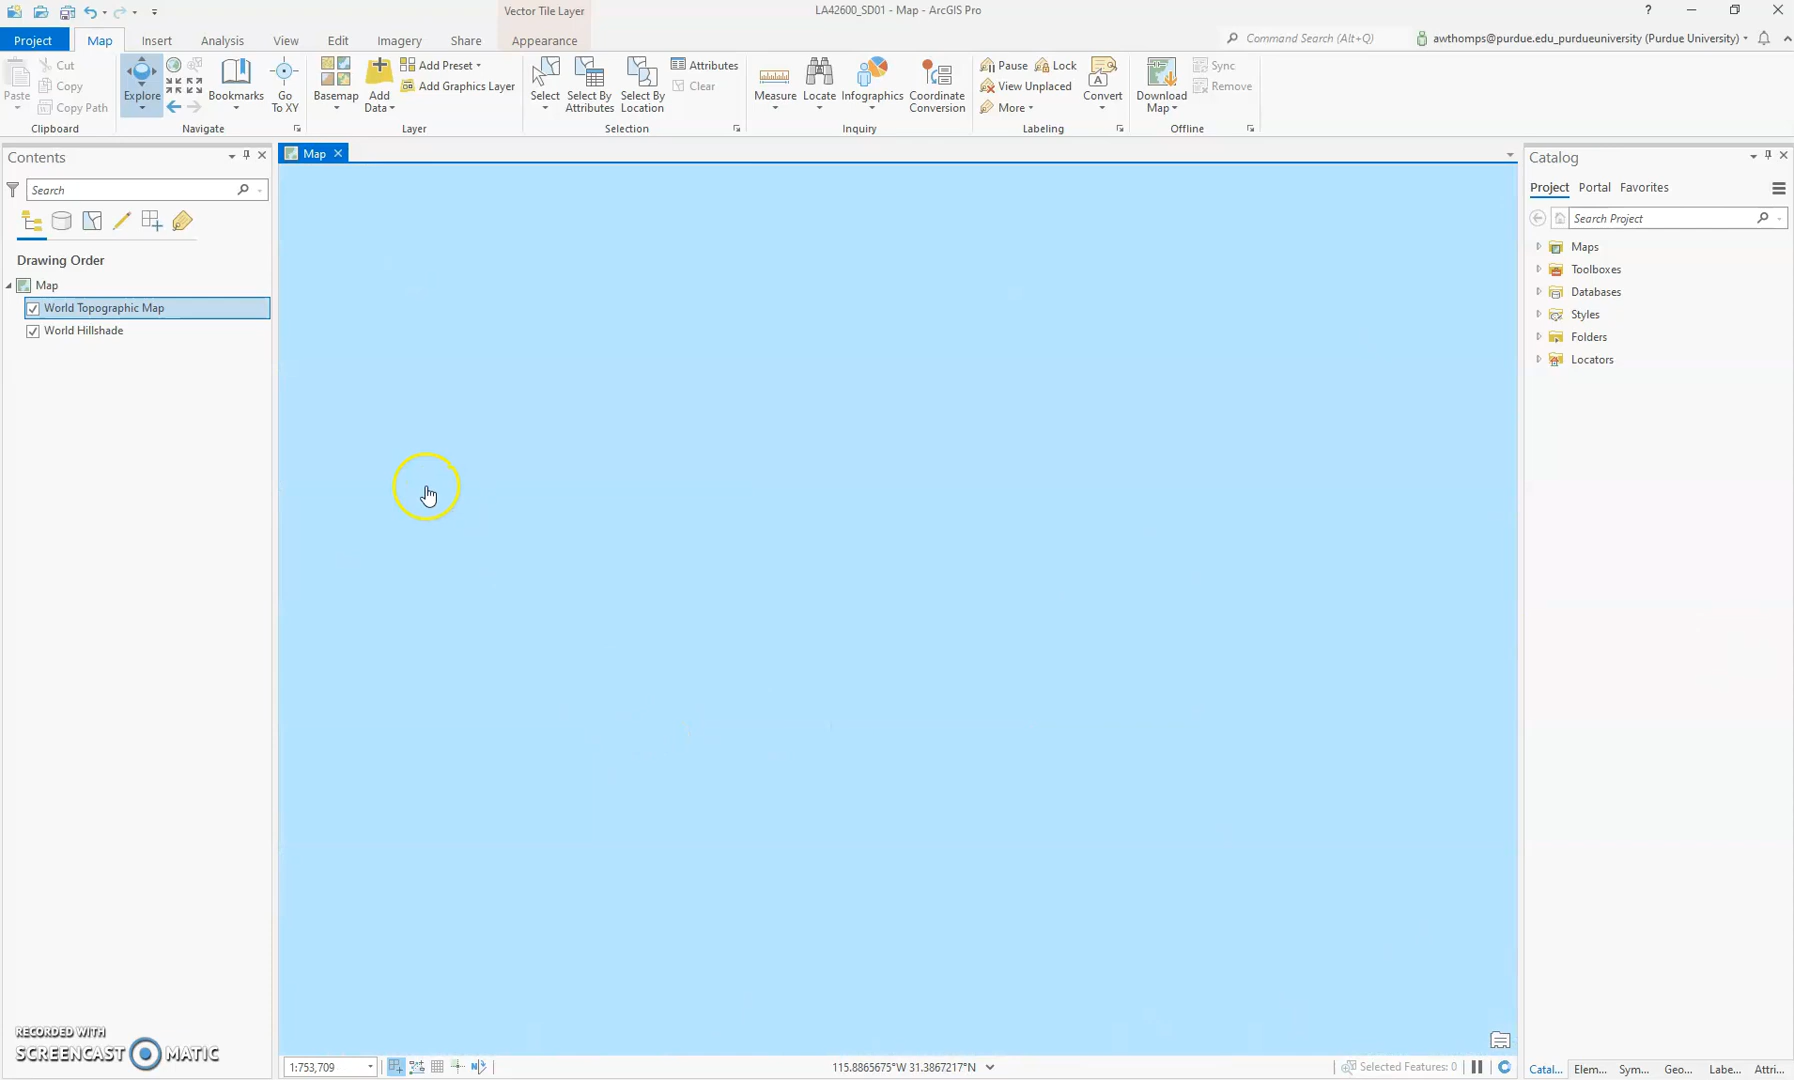 Vector Tile Layer
LA42600_SD01 - Map - ArcGIS Pro
?
Project Map Insert Analysis View Edit Imagery Share Appearance
Command Search (Alt+Q)
awthomps@purdue.edu_purdueuniversity (Purdue University)
Paste
Cut
Copy
Copy Path
Clipboard
Explore
Bookmarks
Go To XY
Navigate
Basemap
Add Data
Add Preset
Add Graphics Layer
Layer
Select
Select By Attributes
Select By Location
Attributes
Clear
Selection
Measure
Locate
Infographics
Coordinate Conversion
Inquiry
Pause
Lock
View Unplaced
More
Labeling
Convert
Download Map
Sync
Remove
Offline
Contents
Search
Drawing Order
Map
World Topographic Map
World Hillshade
Map
Catalog
Project Portal Favorites
Search Project
Maps
Toolboxes
Databases
Styles
Folders
Locators
RECORDED WITH
SCREENCAST MATIC
1:753,709
115.8865675°W 31.3867217°N
Selected Features: 0
Catal... Elem... Sym... Geo... Labe... Attri...